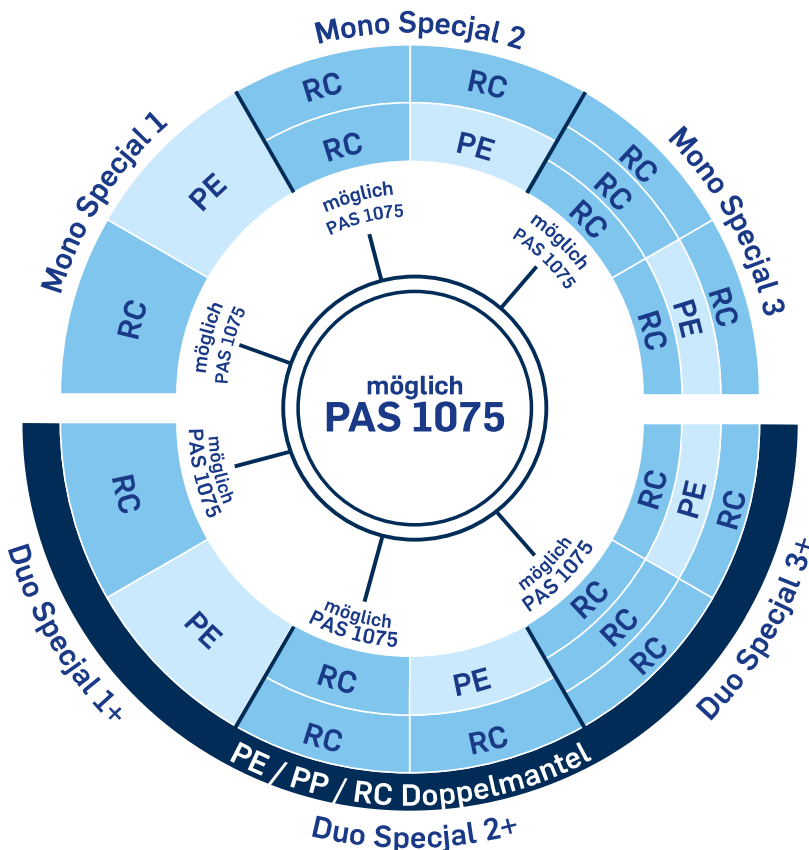 Mono Specjal 1
Mono Specjal 2
Mono Specjal 3
RC
PE
RC
RC
RC
PE
RC
RC
RC
RC
PE
RC
möglich
PAS 1075
möglich
PAS 1075
möglich
PAS 1075
möglich
PAS 1075
möglich
PAS 1075
möglich
PAS 1075
möglich
PAS 1075
RC
PE
RC
RC
PE
RC
RC
RC
RC
RC
PE
RC
PE / PP / RC Doppelmantel
Duo Specjal 1+
Duo Specjal 2+
Duo Specjal 3+